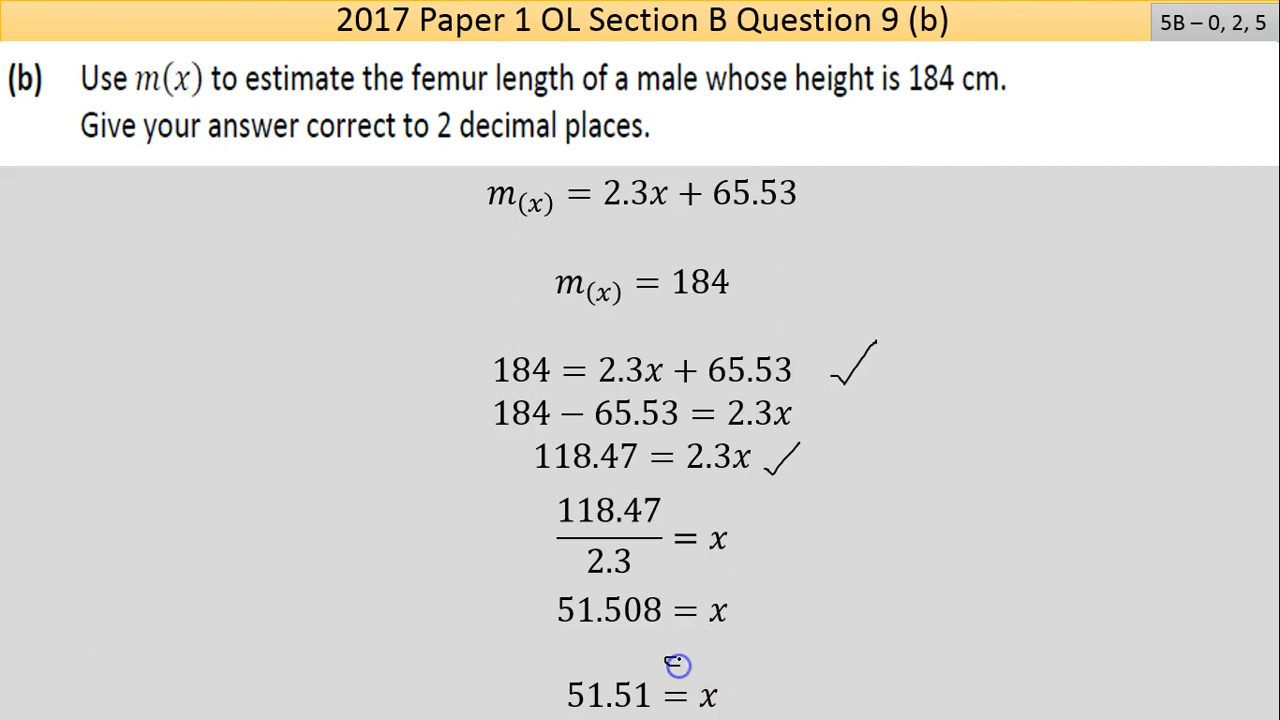 2017 Paper 1 OL Section B Question 9 (b)
5B – 0, 2, 5
(b) Use m(x) to estimate the femur length of a male whose height is 184 cm.
Give your answer correct to 2 decimal places.
m(x) = 2.3x + 65.53
m(x) = 184
184 = 2.3x + 65.53
184 − 65.53 = 2.3x
118.47 = 2.3x
118.47
2.3
= x
51.508 = x
51.51 = x